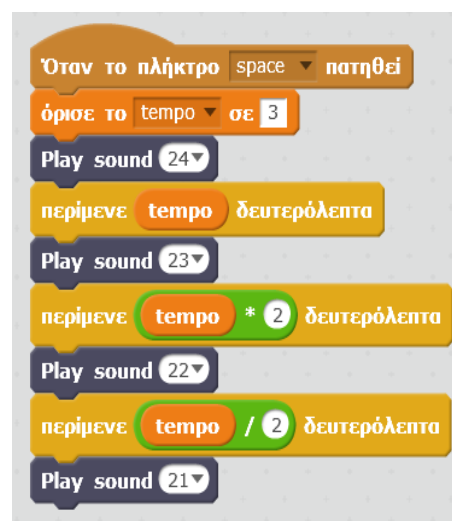 Όταν το πλήκτρο space πατηθεί
όρισε το tempo σε 3
Play sound 24
περίμενε tempo δευτερόλεπτα
Play sound 23
περίμενε tempo * 2 δευτερόλεπτα
Play sound 22
περίμενε tempo / 2 δευτερόλεπτα
Play sound 21